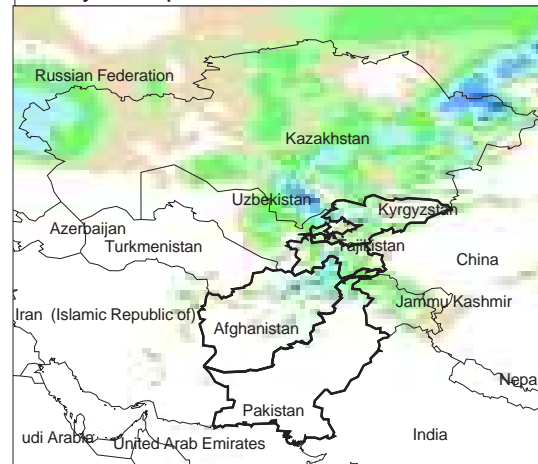 Russian Federation
Kazakhstan
Uzbekistan
Kyrgyzstan
Azerbaijan
Turkmenistan
Tajikistan
China
Jammu/Kashmir
Iran (Islamic Republic of)
Afghanistan
Nepa
Pakistan
udi Arabia
United Arab Emirates
India